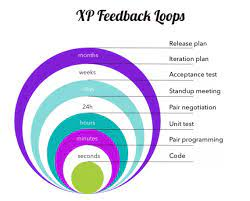 XP Feedback Loops
Release plan
months
Iteration plan
weeks
Acceptance test
days
Standup meeting
24h
Pair negotiation
hours
Unit test
minutes
Pair programming
seconds
Code